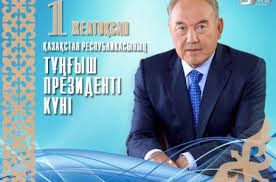 1 ЖЕЛТОҚСАН
ҚАЗАҚСТАН РЕСПУБЛИКАСЫНЫҢ
ТҰҢҒЫШ
ПРЕЗИДЕНТІ
КҮНІ